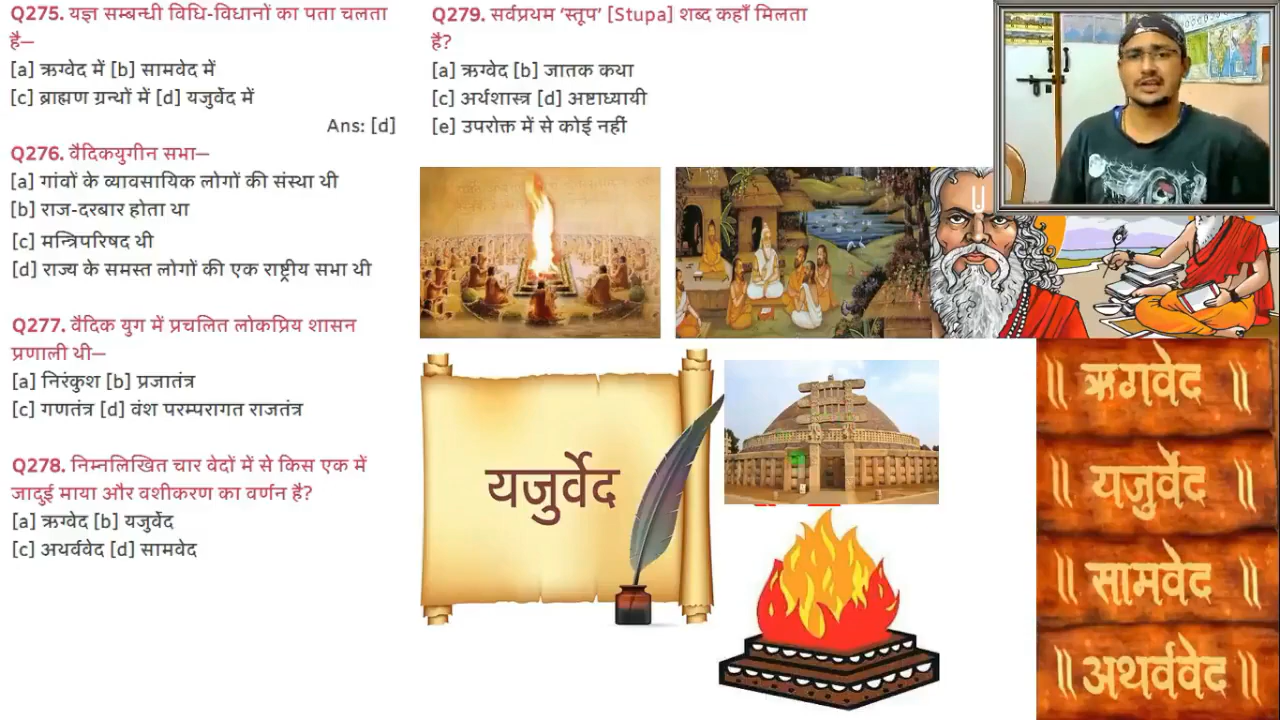 Q275. यज्ञ सम्बन्धी विधि-विधानों का पता चलता
है—
[a] ऋग्वेद में [b] सामवेद में
[c] ब्राह्मण ग्रन्थों में [d] यजुर्वेद में
Ans: [d]
Q276. वैदिकयुगीन सभा—
[a] गांवों के व्यावसायिक लोगों की संस्था थी
[b] राज-दरबार होता था
[c] मन्त्रिपरिषद थी
[d] राज्य के समस्त लोगों की एक राष्ट्रीय सभा थी
Q277. वैदिक युग में प्रचलित लोकप्रिय शासन
प्रणाली थी—
[a] निरंकुश [b] प्रजातंत्र
[c] गणतंत्र [d] वंश परम्परागत राजतंत्र
Q278. निम्नलिखित चार वेदों में से किस एक में
जादुई माया और वशीकरण का वर्णन है?
[a] ऋग्वेद [b] यजुर्वेद
[c] अथर्ववेद [d] सामवेद
Q279. सर्वप्रथम ‘स्तूप’ [Stupa] शब्द कहाँ मिलता
है?
[a] ऋग्वेद [b] जातक कथा
[c] अर्थशास्त्र [d] अष्टाध्यायी
[e] उपरोक्त में से कोई नहीं
यजुर्वेद
॥ ऋगवेद ॥
॥ यजुर्वेद ॥
॥ सामवेद ॥
॥ अथर्ववेद ॥